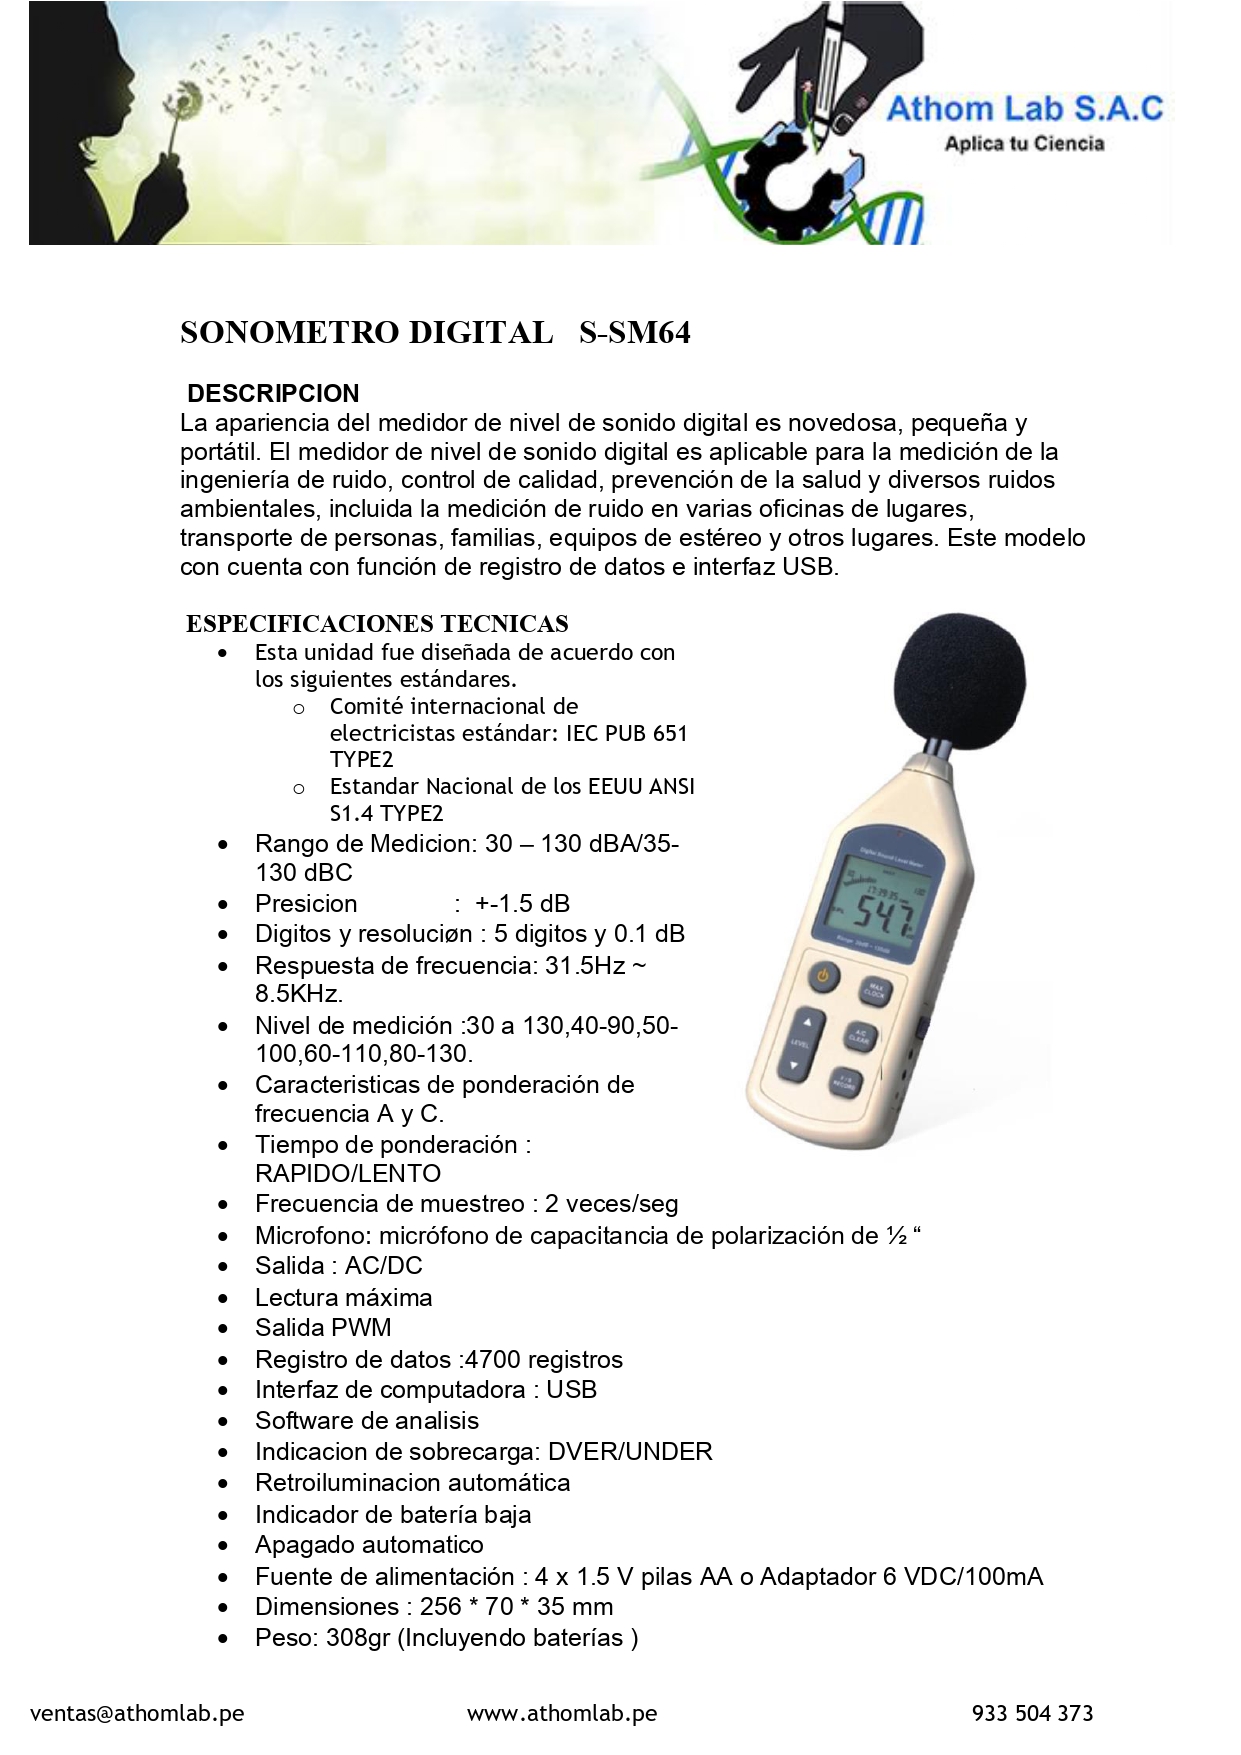 Athom Lab S.A.C
Aplica tu Ciencia
SONOMETRO DIGITAL S-SM64
DESCRIPCION
La apariencia del medidor de nivel de sonido digital es novedosa, pequeña y
portátil. El medidor de nivel de sonido digital es aplicable para la medición de la
ingeniería de ruido, control de calidad, prevención de la salud y diversos ruidos
ambientales, incluida la medición de ruido en varias oficinas de lugares,
transporte de personas, familias, equipos de estéreo y otros lugares. Este modelo
con cuenta con función de registro de datos e interfaz USB.
ESPECIFICACIONES TECNICAS
• Esta unidad fue diseñada de acuerdo con
los siguientes estándares.
o Comité internacional de
electricistas estándar: IEC PUB 651
TYPE2
o Estandar Nacional de los EEUU ANSI
S1.4 TYPE2
• Rango de Medicion: 30 – 130 dBA/35-
130 dBC
• Presicion : +-1.5 dB
• Digitos y resoluciøn : 5 digitos y 0.1 dB
• Respuesta de frecuencia: 31.5Hz ~
8.5KHz.
• Nivel de medición :30 a 130,40-90,50-
100,60-110,80-130.
• Caracteristicas de ponderación de
frecuencia A y C.
• Tiempo de ponderación :
RAPIDO/LENTO
• Frecuencia de muestreo : 2 veces/seg
• Microfono: micrófono de capacitancia de polarización de ½ “
• Salida : AC/DC
• Lectura máxima
• Salida PWM
• Registro de datos :4700 registros
• Interfaz de computadora : USB
• Software de analisis
• Indicacion de sobrecarga: DVER/UNDER
• Retroiluminacion automática
• Indicador de batería baja
• Apagado automatico
• Fuente de alimentación : 4 x 1.5 V pilas AA o Adaptador 6 VDC/100mA
• Dimensiones : 256 * 70 * 35 mm
• Peso: 308gr (Incluyendo baterías )
Digital Sound Level Meter
54.7
MAX
CLOCK
LEVEL
A/C
CLEAR
F/S
RECORD
ventas@athomlab.pe www.athomlab.pe 933 504 373